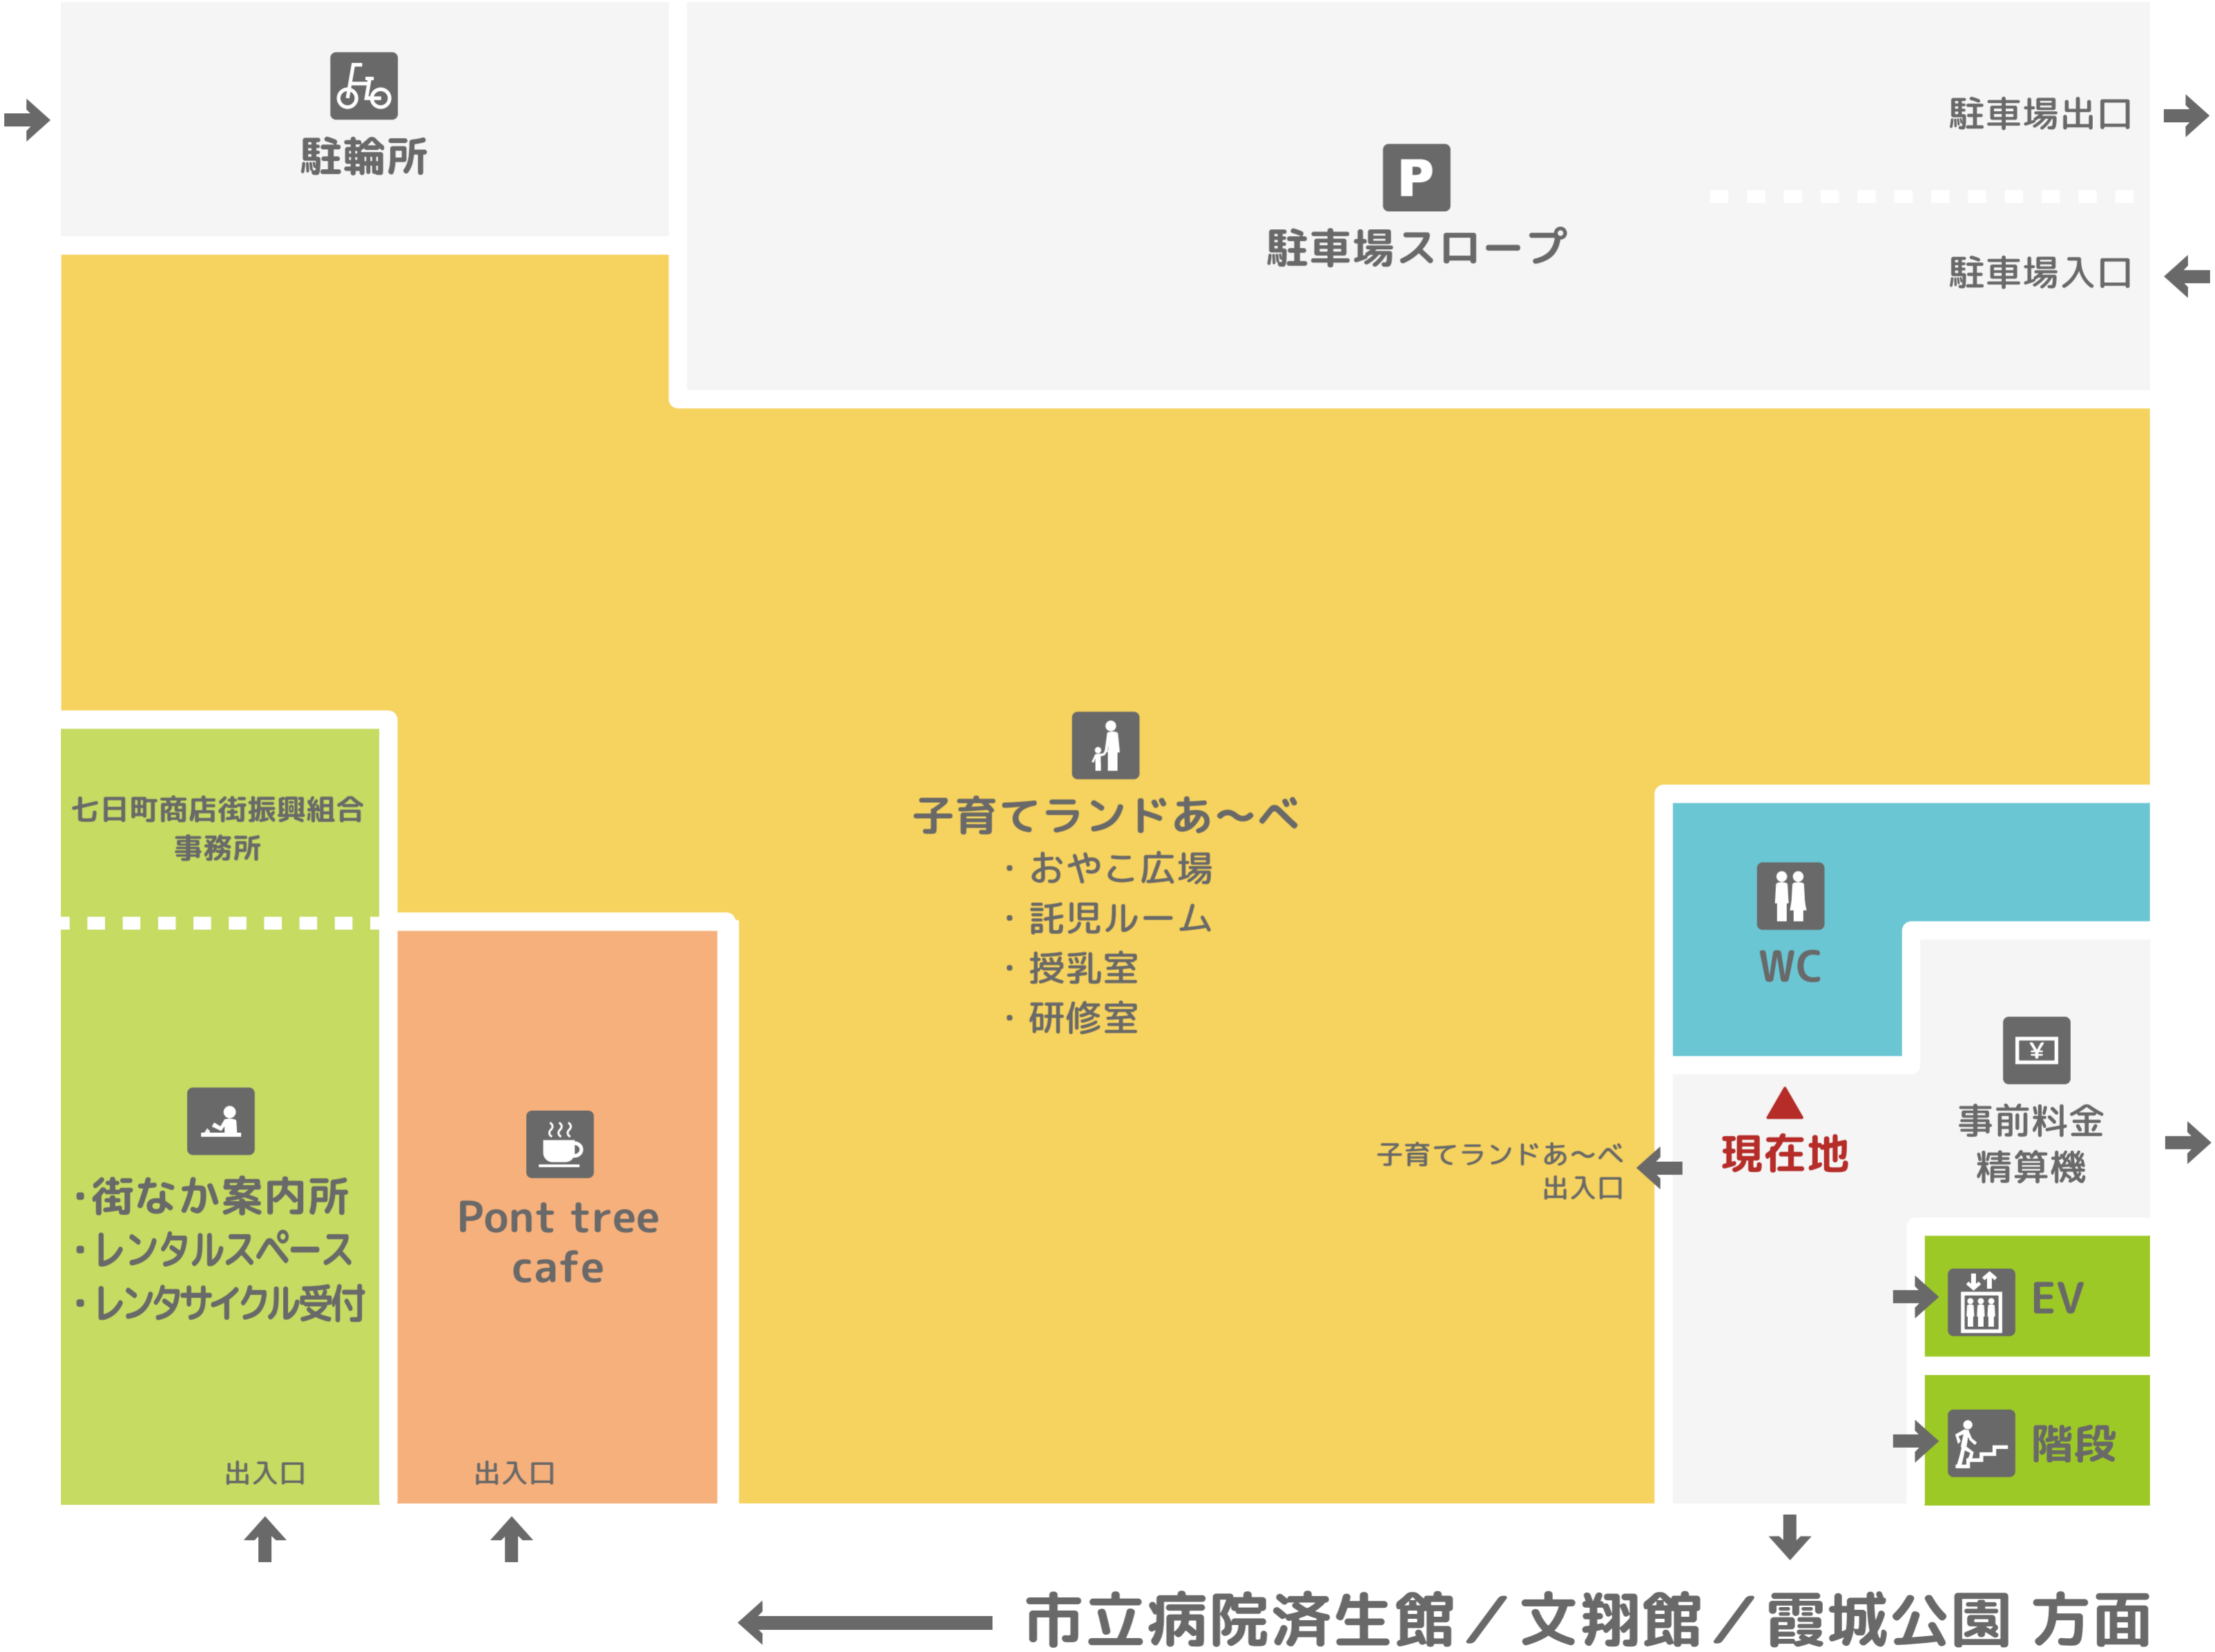 駐輪所
P
駐車場スロープ
駐車場出口
駐車場入口
七日町商店街振興組合
事務所
子育てランドあ〜べ
・おやこ広場
・託児ルーム
・授乳室
・研修室
WC
¥
事前料金
精算機
現在地
子育てランドあ〜べ
出入口
・街なか案内所
・レンタルスペース
・レンタサイクル受付
Pont tree
cafe
EV
階段
出入口
出入口
市立病院済生館／文翔館／霞城公園 方面